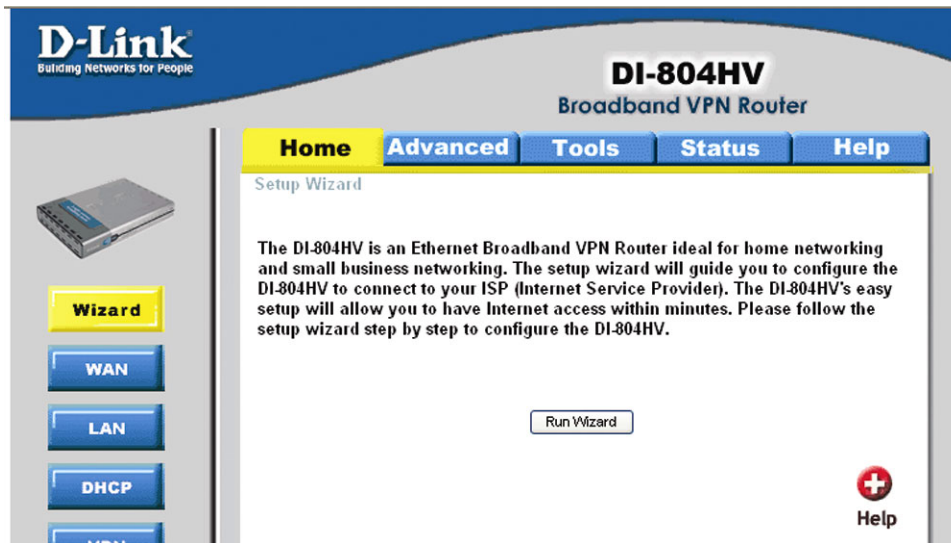 D-Link
Building Networks for People
DI-804HV
Broadband VPN Router
Home
Advanced
Tools
Status
Help
Setup Wizard
The DI-804HV is an Ethernet Broadband VPN Router ideal for home networking
and small business networking. The setup wizard will guide you to configure the
DI-804HV to connect to your ISP (Internet Service Provider). The DI-804HV's easy
setup will allow you to have Internet access within minutes. Please follow the
setup wizard step by step to configure the DI-804HV.
Run Wizard
Wizard
WAN
LAN
DHCP
Help